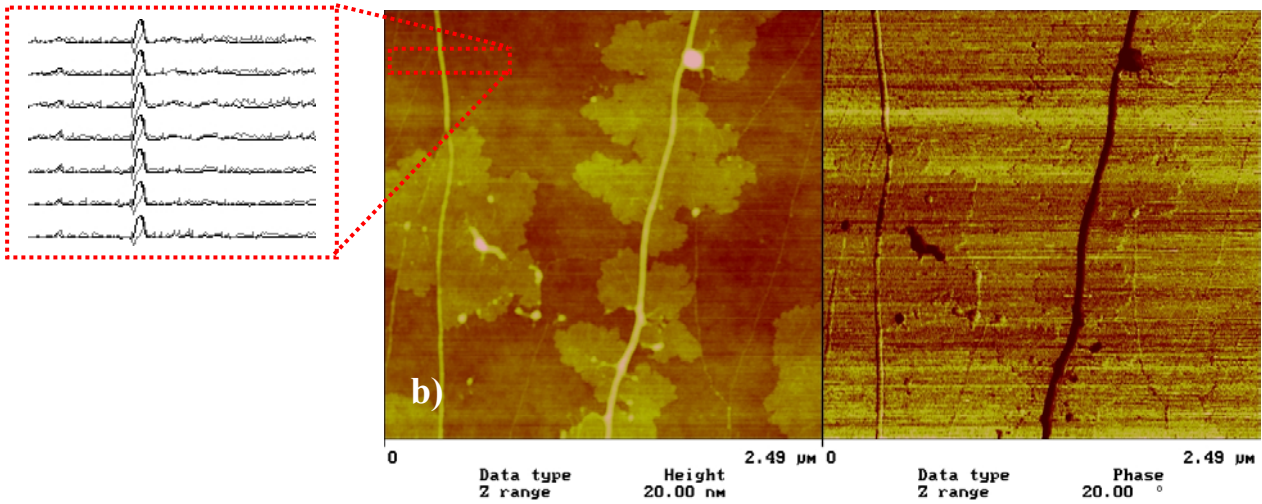 b)
0 2.49 µm 0 2.49 µm
Data type Height Data type Phase
Z range 20.00 nm Z range 20.00 °